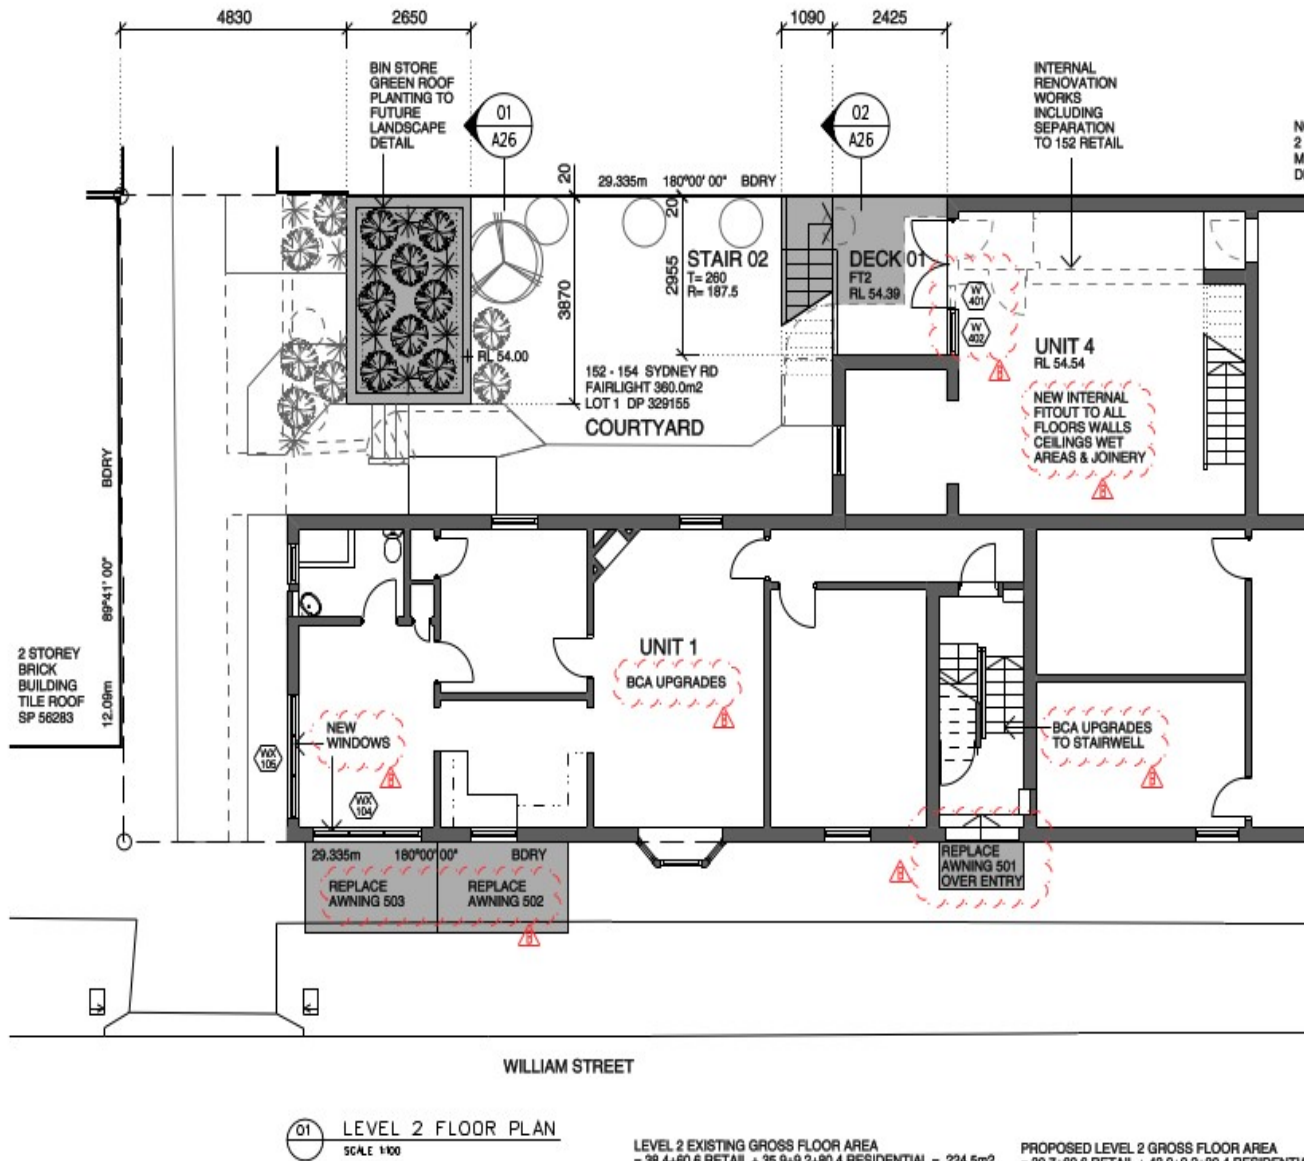 4830
2650
1090
2425
BIN STORE
GREEN ROOF
PLANTING TO
FUTURE
LANDSCAPE
DETAIL
01
A26
02
A26
INTERNAL
RENOVATION
WORKS
INCLUDING
SEPARATION
TO 152 RETAIL
20
29.335m 180°00' 00" BDRY
20
2955
3870
STAIR 02
T= 260
R= 187.5
DECK 01
FT2
RL 54.39
W
401
W
402
UNIT 4
RL 54.54
RL 54.00
152 - 154 SYDNEY RD
FAIRLIGHT 360.0m2
LOT 1 DP 329155
COURTYARD
NEW INTERNAL
FITOUT TO ALL
FLOORS WALLS
CEILINGS WET
AREAS & JOINERY
BDRY
89°41' 00"
12.09m
2 STOREY
BRICK
BUILDING
TILE ROOF
SP 56283
UNIT 1
BCA UPGRADES
NEW
WINDOWS
WX
105
WX
104
BCA UPGRADES
TO STAIRWELL
29.335m 180°00' 00" BDRY
REPLACE
AWNING 503
REPLACE
AWNING 502
REPLACE
AWNING 501
OVER ENTRY
WILLIAM STREET
01
LEVEL 2 FLOOR PLAN
SCALE 1:100
LEVEL 2 EXISTING GROSS FLOOR AREA
PROPOSED LEVEL 2 GROSS FLOOR AREA